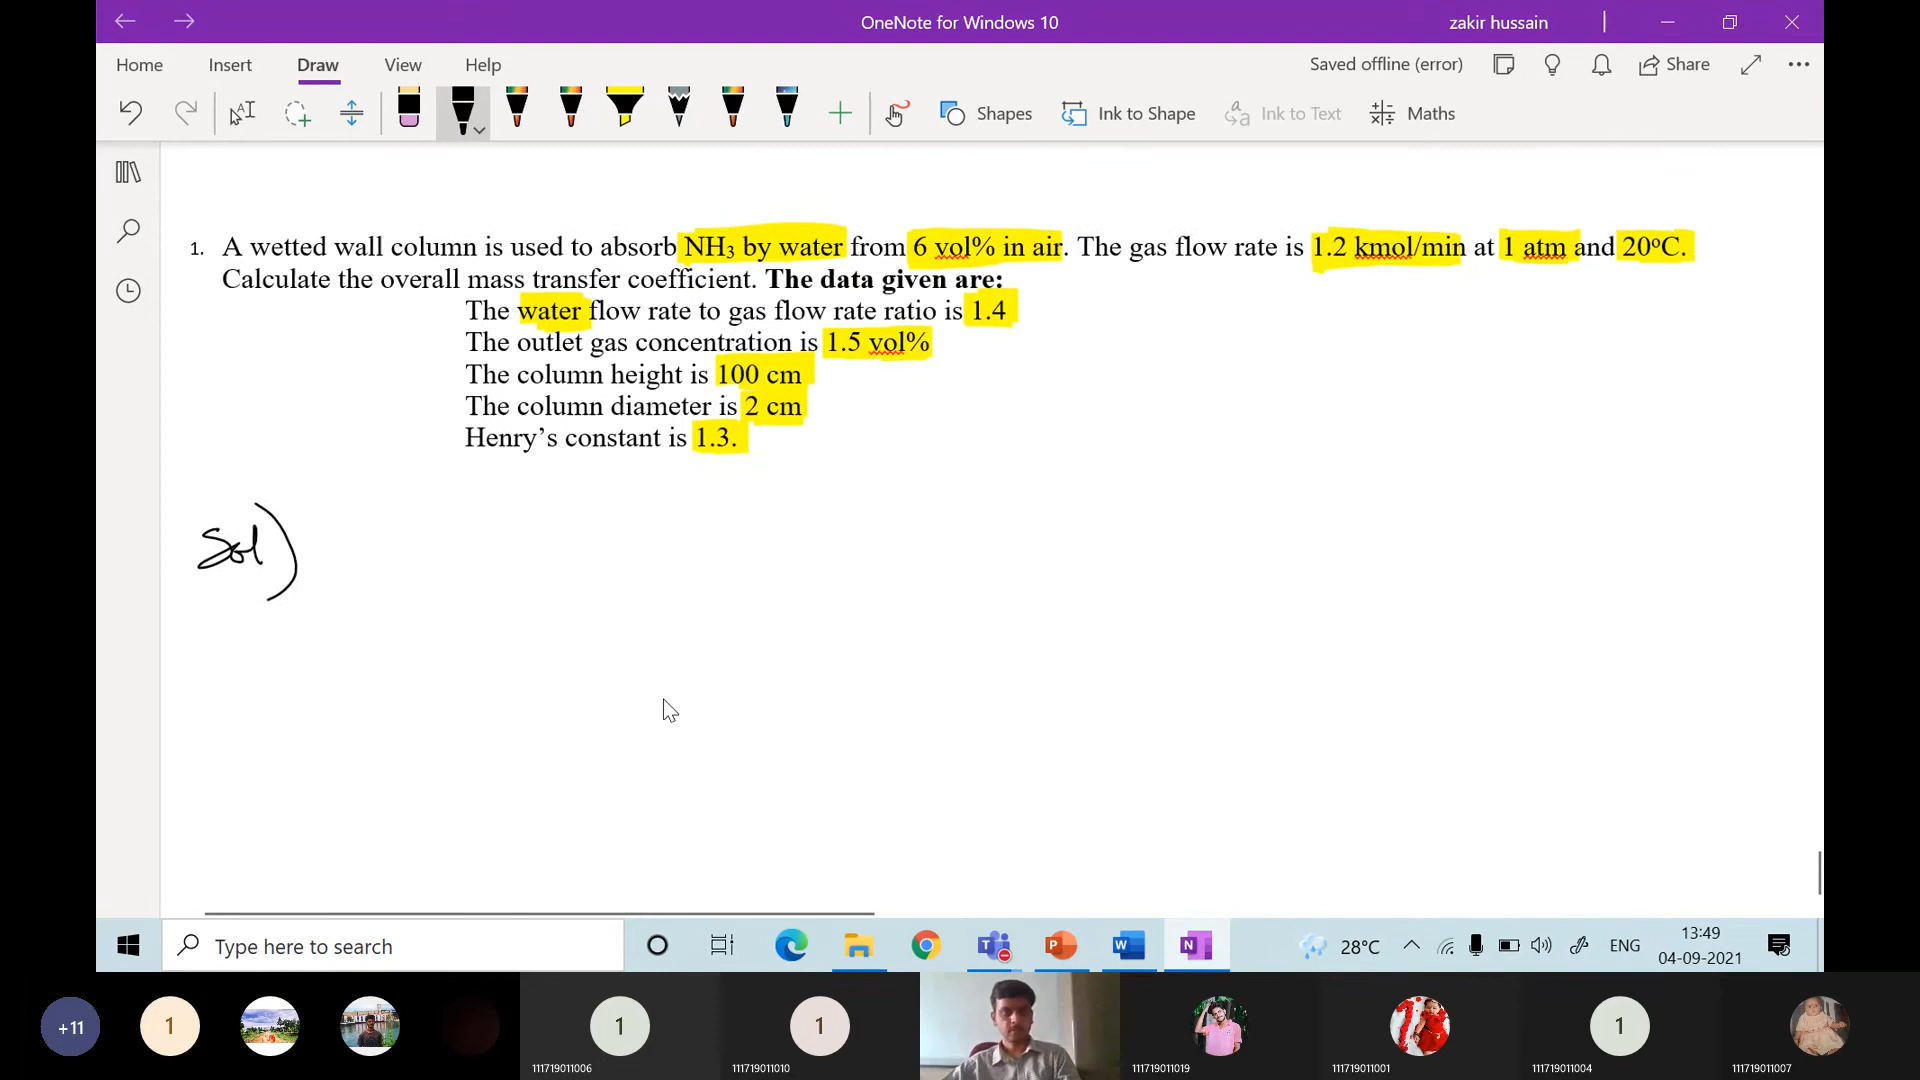 OneNote for Windows 10
zakir hussain
Home Insert Draw View Help
Saved offline (error)
Share
Shapes
Ink to Shape
Ink to Text
Maths
1. A wetted wall column is used to absorb NH₃ by water from 6 vol% in air. The gas flow rate is 1.2 kmol/min at 1 atm and 20ºC.
Calculate the overall mass transfer coefficient. The data given are:
The water flow rate to gas flow rate ratio is 1.4
The outlet gas concentration is 1.5 vol%
The column height is 100 cm
The column diameter is 2 cm
Henry’s constant is 1.3.
Sol)
Type here to search
28°C
ENG
13:49
04-09-2021
+11
1
1
1
1
111719011006
111719011010
111719011019
111719011001
111719011004
111719011007